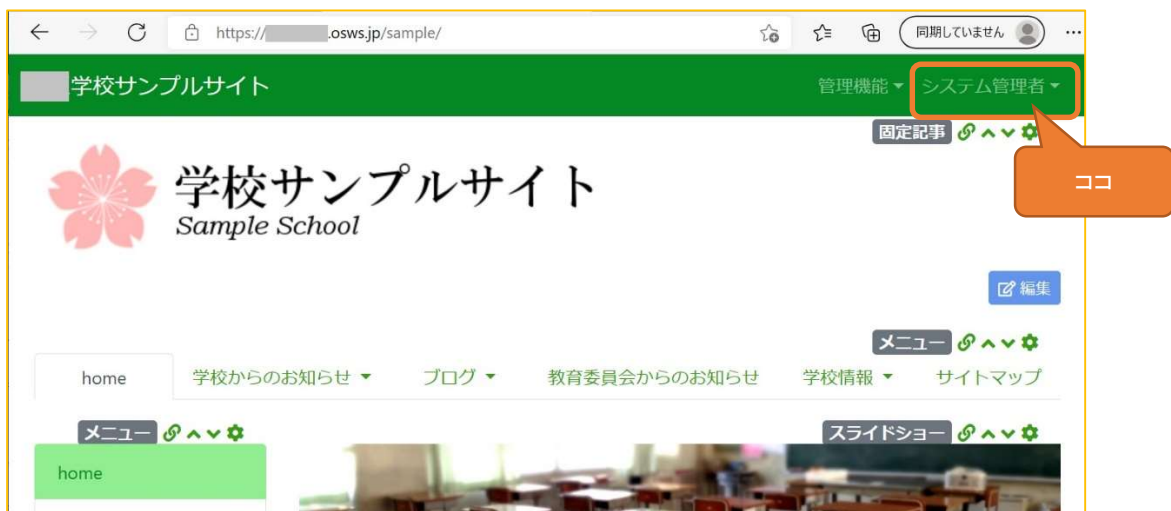 https://　　.osws.jp/sample/
同期していません
学校サンプルサイト
管理機能
システム管理者
固定記事
ココ
学校サンプルサイト
Sample School
編集
メニュー
home
学校からのお知らせ
ブログ
教育委員会からのお知らせ
学校情報
サイトマップ
メニュー
スライドショー
home